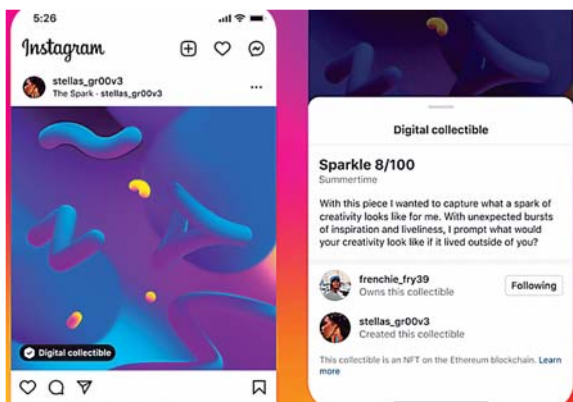 5:26
Instagram
stellas_gr00v3
The Spark - stellas_gr00v3
Digital collectible
Digital collectible
Sparkle 8/100
Summertime
With this piece I wanted to capture what a spark of
creativity looks like for me. With unexpected bursts
of inspiration and liveliness, I prompt what would
your creativity look like if it lived outside of you?
frenchie_fry39
Owns this collectible
Following
stellas_gr00v3
Created this collectible
This collectible is an NFT on the Ethereum blockchain. Learn
more